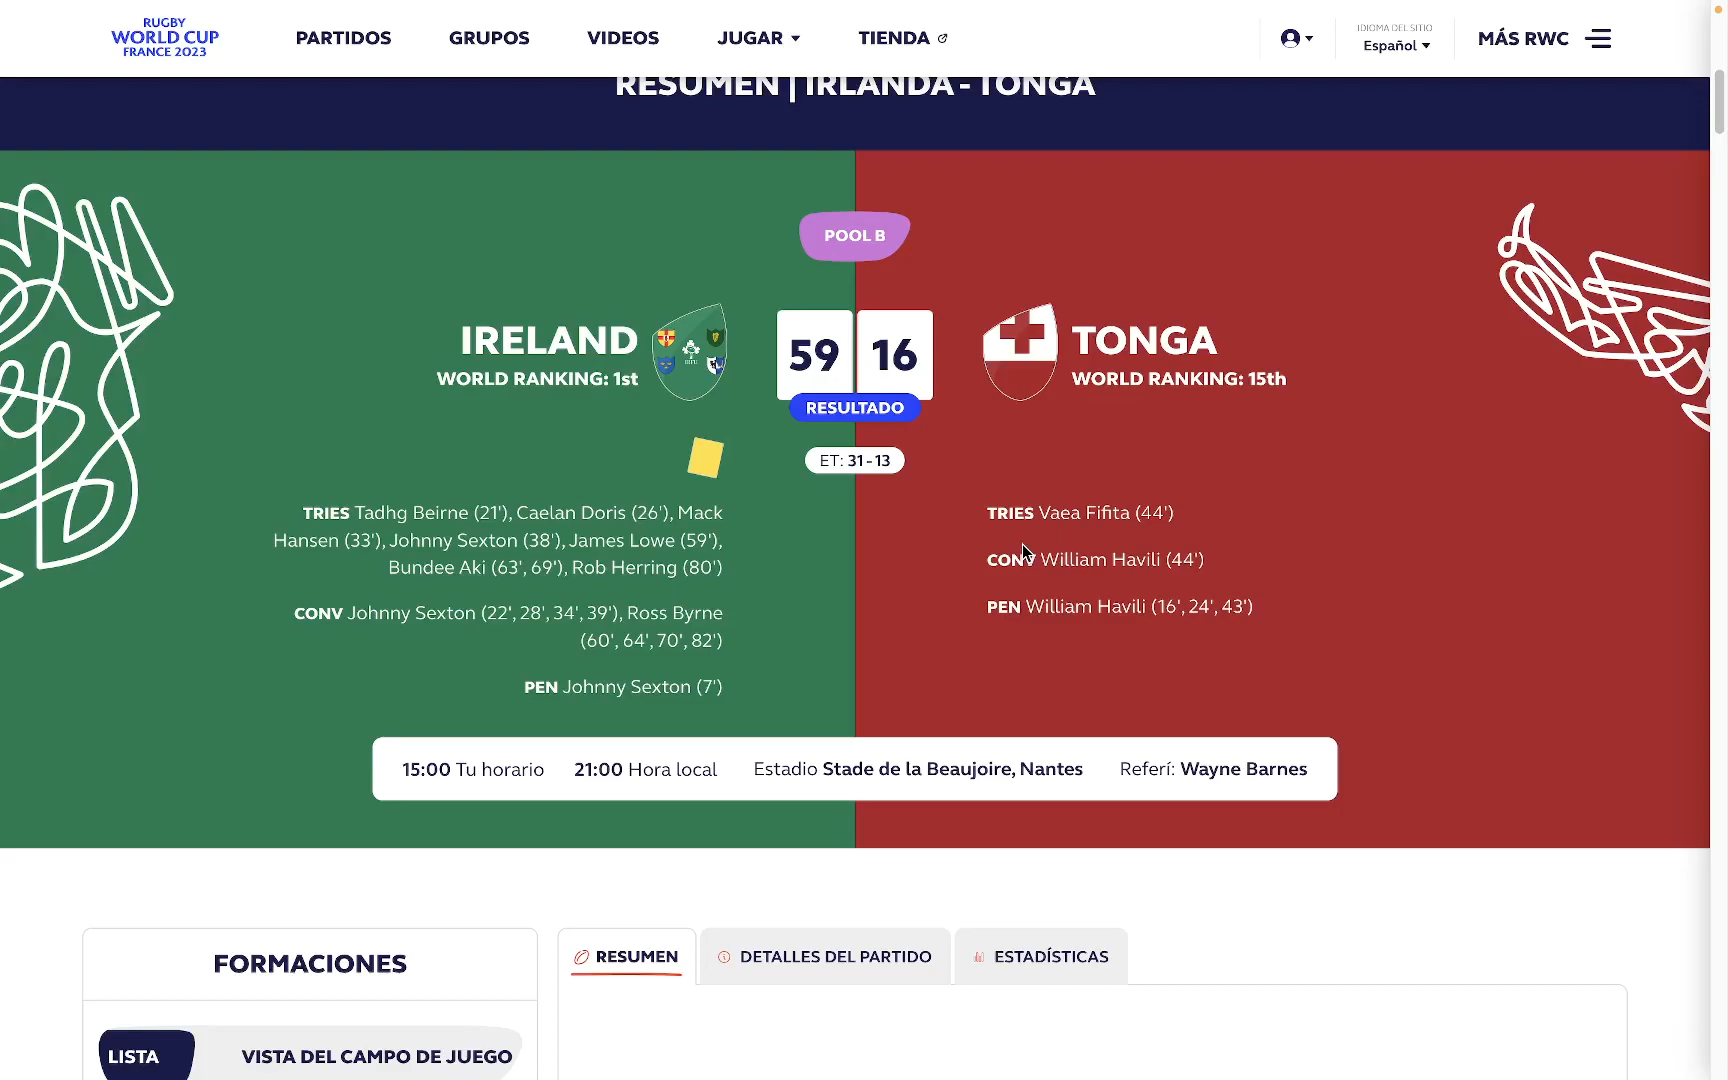 RUGBY
WORLD CUP
FRANCE 2023
PARTIDOS
GRUPOS
VIDEOS
JUGAR
TIENDA
IDIOMA DEL SITIO
Español
MÁS RWC
RESUMEN | IRLANDA - TONGA
POOL B
IRELAND
WORLD RANKING: 1st
59
16
TONGA
WORLD RANKING: 15th
RESULTADO
ET: 31 - 13
TRIES Tadhg Beirne (21'), Caelan Doris (26'), Mack
Hansen (33'), Johnny Sexton (38'), James Lowe (59'),
Bundee Aki (63', 69'), Rob Herring (80')
CONV Johnny Sexton (22', 28', 34', 39'), Ross Byrne
(60', 64', 70', 82')
PEN Johnny Sexton (7')
TRIES Vaea Fifita (44')
CONV William Havili (44')
PEN William Havili (16', 24', 43')
15:00 Tu horario
21:00 Hora local
Estadio Stade de la Beaujoire, Nantes
Referí: Wayne Barnes
FORMACIONES
LISTA
VISTA DEL CAMPO DE JUEGO
RESUMEN
DETALLES DEL PARTIDO
ESTADÍSTICAS